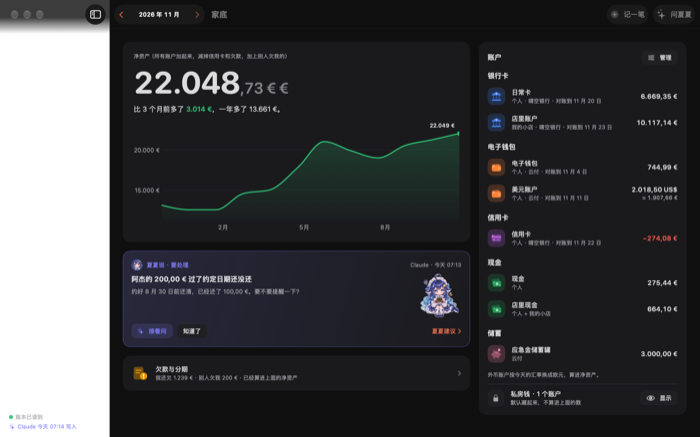 2026 年 11 月
家底
记一笔
问夏夏
净资产（所有账户加起来，减掉信用卡和欠款，加上别人欠我的）
22.048,73 € €
比 3 个月前多了 3.014 €，一年多了 13.661 €。
22.049 €
20.000 €
15.000 €
2月
5月
8月
夏夏说 · 要处理
Claude · 今天 07:13
阿杰的 200,00 € 过了约定日期还没还
约好 8 月 30 日前还清，已经还了 100,00 €。要不要提醒一下？
接着问
知道了
夏夏建议
欠款与分期
我还欠 1.239 € · 别人欠我 200 € · 已经算进上面的净资产
账户
管理
银行卡
日常卡
个人 · 晴空银行 · 对账到 11 月 20 日
6.669,35 €
店里账户
我的小店 · 晴空银行 · 对账到 11 月 23 日
10.117,14 €
电子钱包
电子钱包
个人 · 云付 · 对账到 11 月 4 日
744,99 €
美元账户
个人 · 云付 · 对账到 11 月 11 日
2.018,50 US$
≈ 1.907,66 €
信用卡
信用卡
个人 · 晴空银行 · 对账到 11 月 22 日
−274,08 €
现金
现金
个人
275,44 €
店里现金
个人 + 我的小店
664,10 €
储蓄
应急金储蓄罐
云付
3.000,00 €
外币账户按今天的汇率换成欧元，算进净资产。
私房钱 · 1 个账户
默认藏起来，不算进上面的数
显示
账本已读到
Claude 今天 07:14 写入